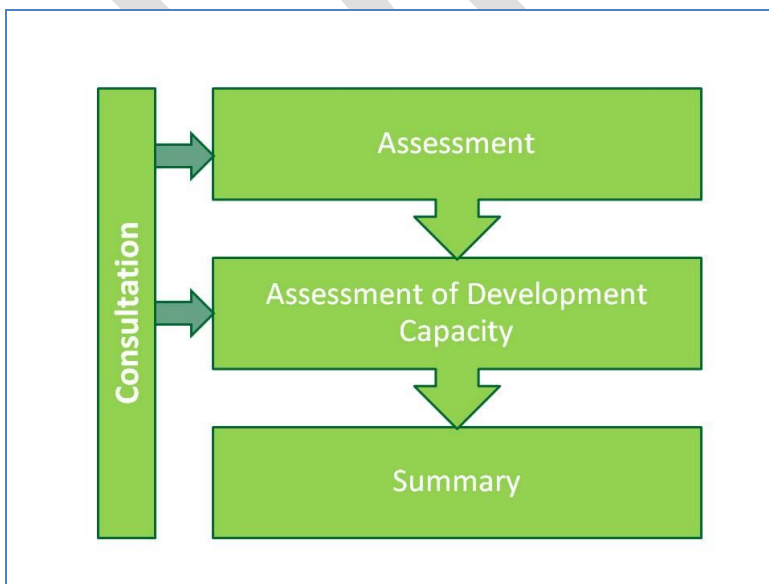 Consultation
Assessment
Assessment of Development
Capacity
Summary